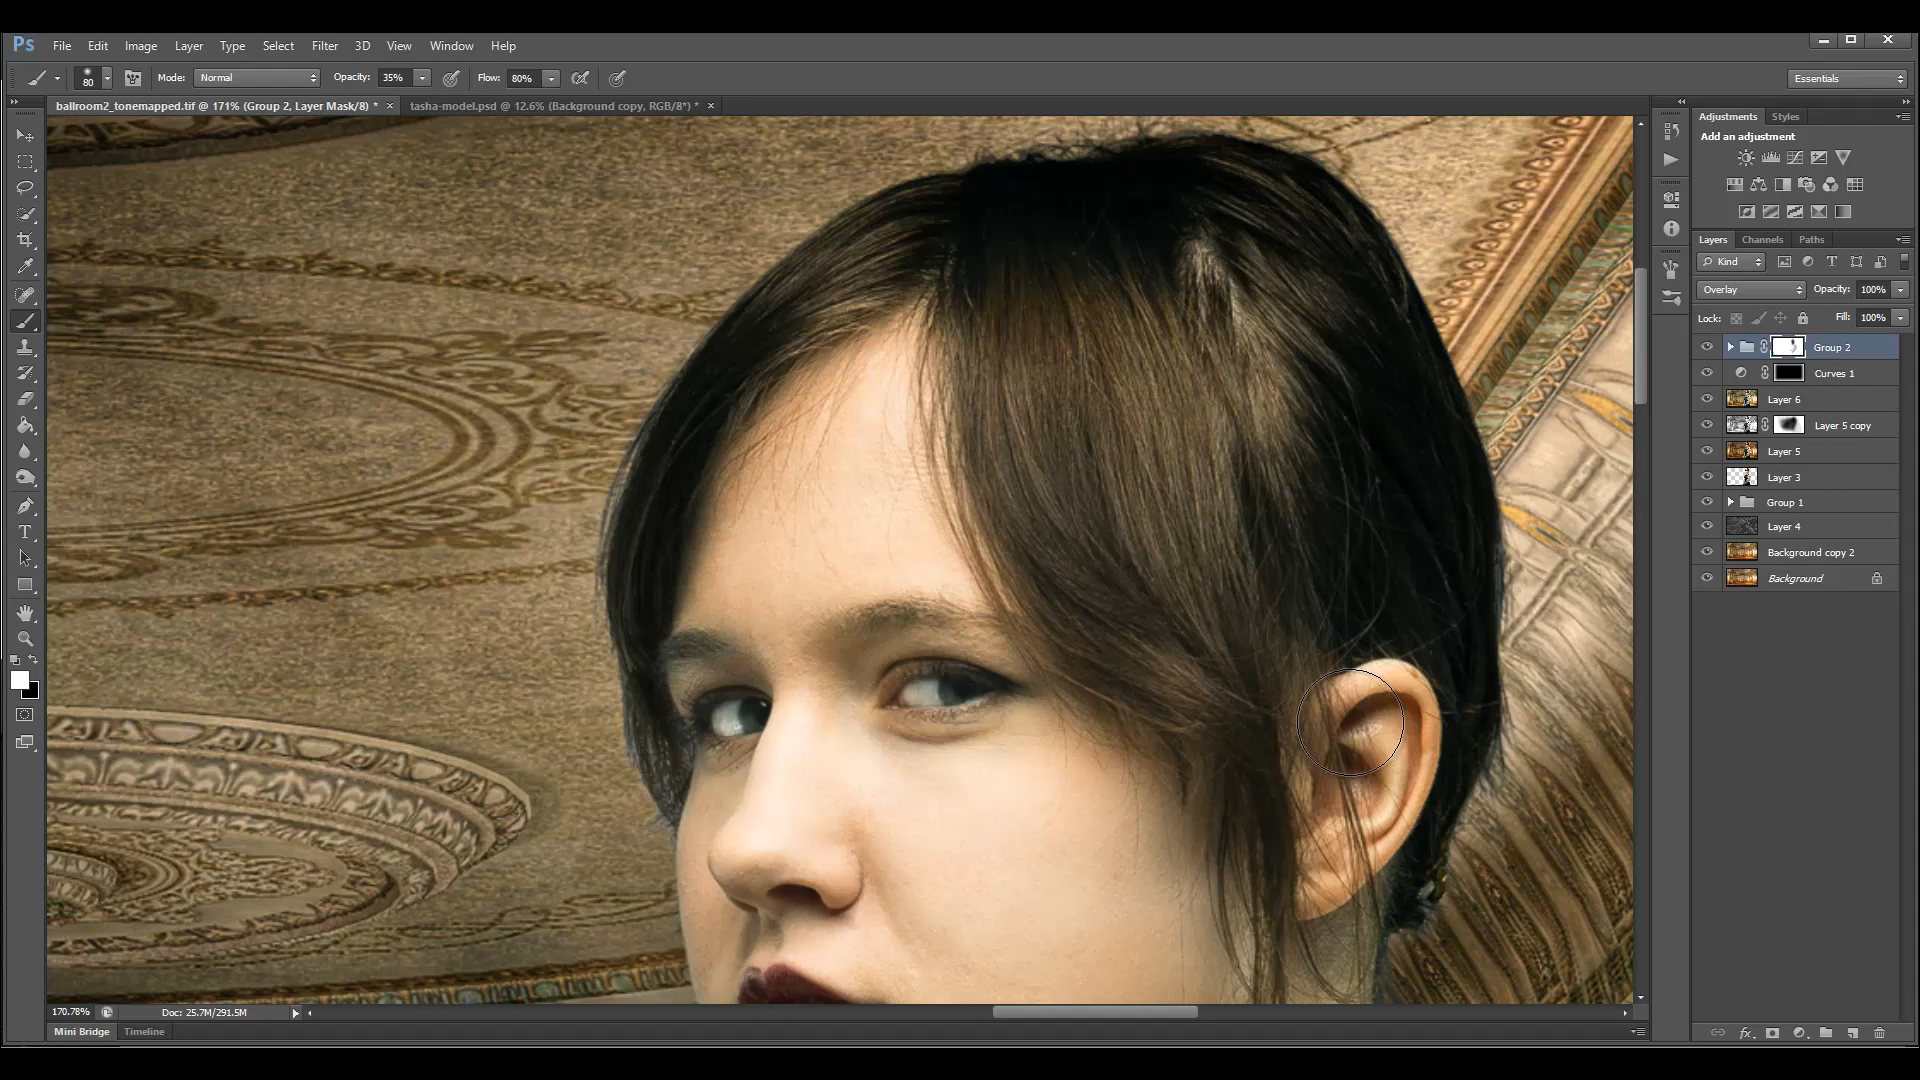 Ps File Edit Image Layer Type Select Filter 3D View Window Help
80 Mode: Normal Opacity: 35% Flow: 80% Essentials
ballroom2_tonemapped.tif @ 171% (Group 2, Layer Mask/8) * × tasha-model.psd @ 12.6% (Background copy, RGB/8*) * ×
Adjustments Styles
Add an adjustment
Layers Channels Paths
Kind
Overlay Opacity: 100%
Lock: Fill: 100%
Group 2
Curves 1
Layer 6
Layer 5 copy
Layer 5
Layer 3
Group 1
Layer 4
Background copy 2
Background
170.78% Doc: 25.7M/291.5M
Mini Bridge Timeline
fx